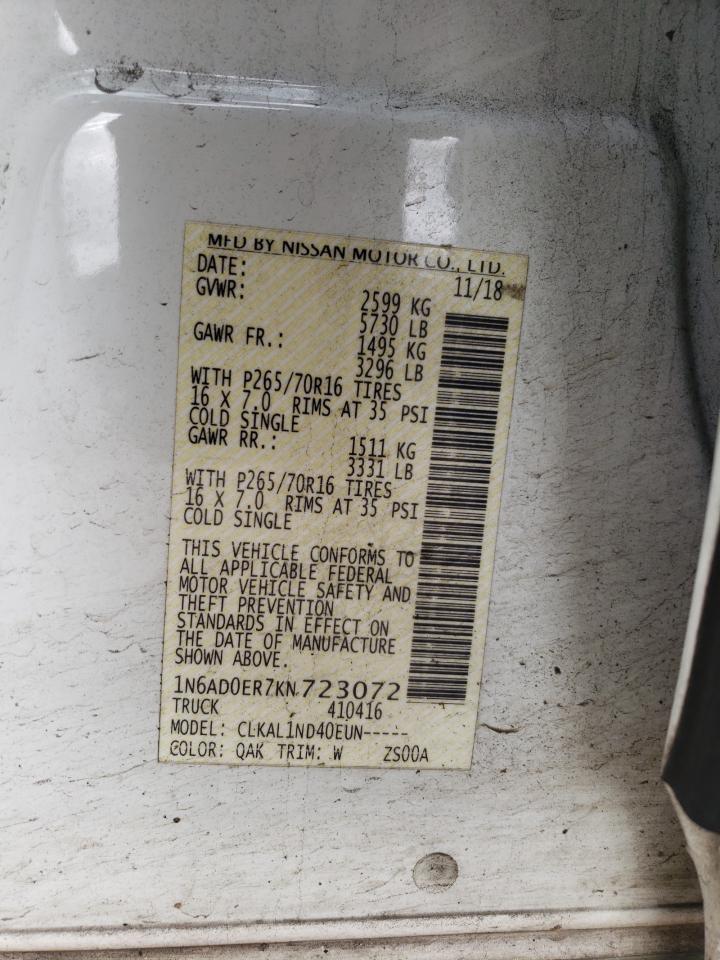 MFD BY NISSAN MOTOR CO., LTD.
DATE: 11/18
GVWR: 2599 KG
5730 LB
GAWR FR.: 1495 KG
3296 LB
WITH P265/70R16 TIRES
16 X 7.0 RIMS AT 35 PSI
COLD SINGLE
GAWR RR.: 1511 KG
3331 LB
WITH P265/70R16 TIRES
16 X 7.0 RIMS AT 35 PSI
COLD SINGLE
THIS VEHICLE CONFORMS TO
ALL APPLICABLE FEDERAL
MOTOR VEHICLE SAFETY AND
THEFT PREVENTION
STANDARDS IN EFFECT ON
THE DATE OF MANUFACTURE
SHOWN ABOVE.
1N6AD0ER7KN723072
TRUCK 410416
MODEL: CLKAL1ND40EUN-----
COLOR: QAK TRIM: W ZS00A